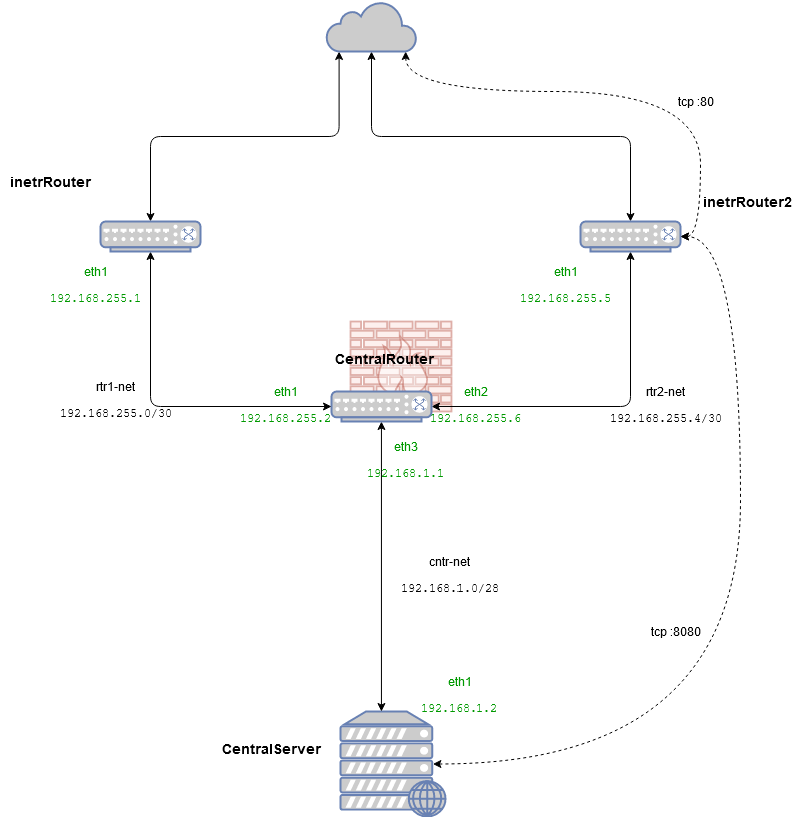 tcp :80
inetrRouter
inetrRouter2
eth1
192.168.255.1
eth1
192.168.255.5
CentralRouter
rtr1-net
192.168.255.0/30
eth1
192.168.255.2
eth2
192.168.255.6
rtr2-net
192.168.255.4/30
eth3
192.168.1.1
cntr-net
192.168.1.0/28
tcp :8080
eth1
192.168.1.2
CentralServer